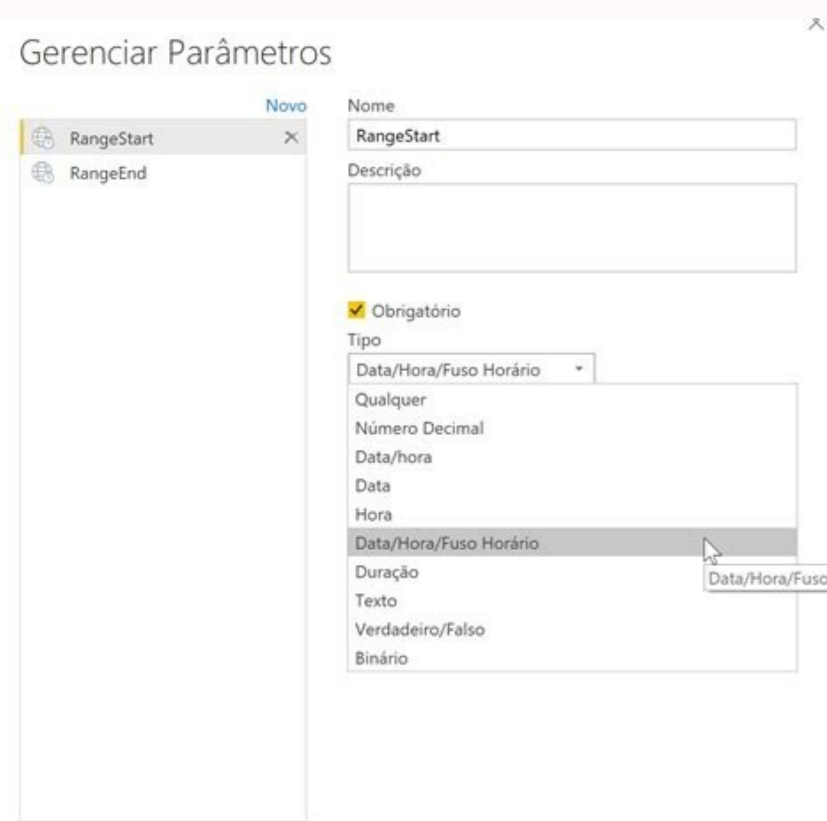 Gerenciar Parâmetros
Novo
RangeStart
RangeEnd
Nome
RangeStart
Descrição
Obrigatório
Tipo
Data/Hora/Fuso Horário
Qualquer
Número Decimal
Data/hora
Data
Hora
Data/Hora/Fuso Horário
Data/Hora/Fuso
Duração
Texto
Verdadeiro/Falso
Binário